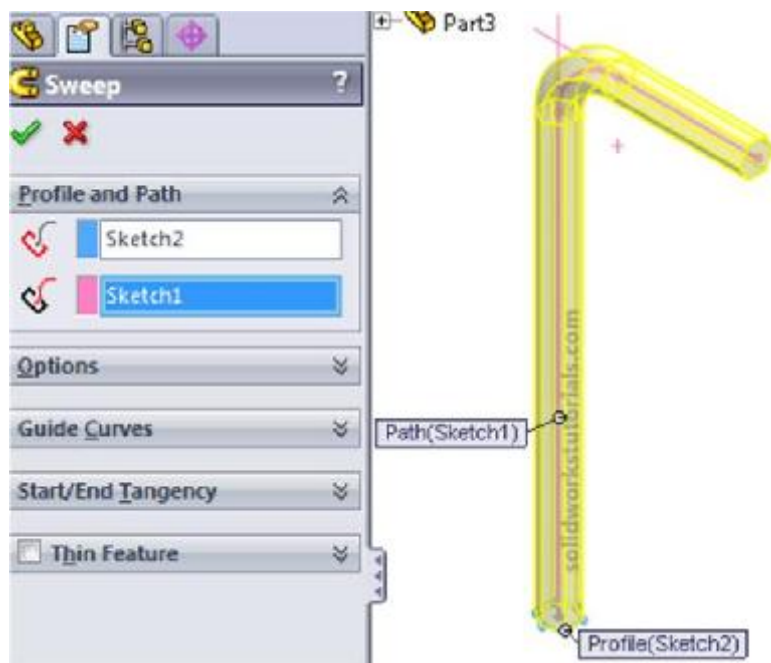 Part3
Sweep ?
Profile and Path
Sketch2
Sketch1
Options
Guide Curves
Start/End Tangency
Thin Feature
Path(Sketch1)
solidworkstutorials.com
Profile(Sketch2)